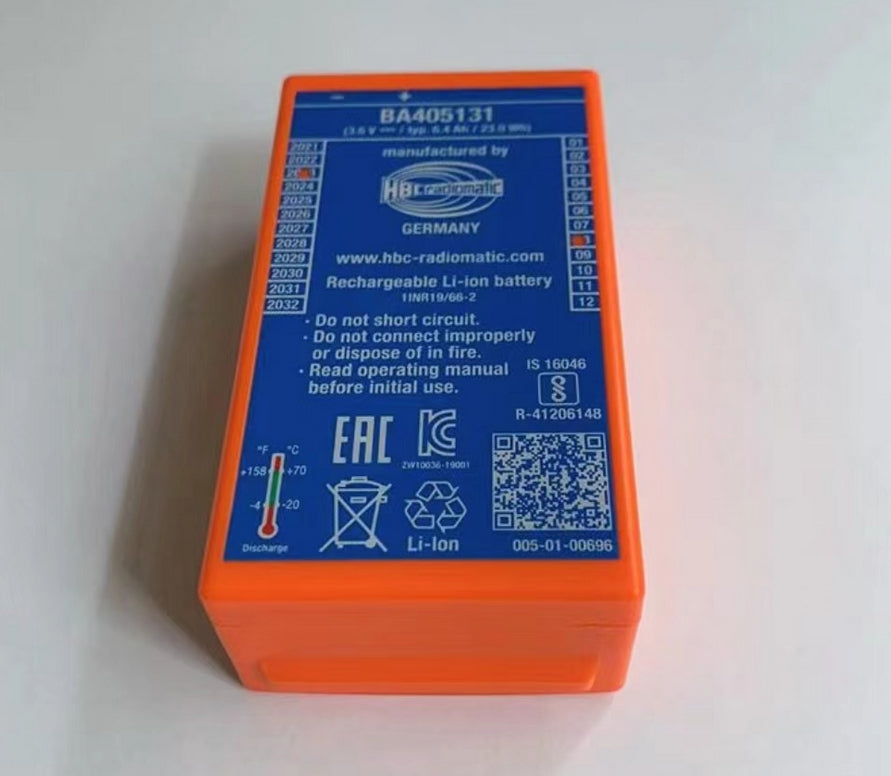 − +
BA405131
(3.6 V ⎓ / typ. 6.4 Ah / 23.0 Wh)
2021
2022
2024
2025
2026
2027
2028
2029
2030
2031
2032
manufactured by
HBC radiomatic
GERMANY
www.hbc-radiomatic.com
Rechargeable Li-ion battery
1INR19/66-2
01
02
03
04
05
06
07
09
10
11
12
· Do not short circuit.
· Do not connect improperly
or dispose of in fire.
· Read operating manual
before initial use.
IS 16046
R-41206148
EAC
KC
ZW10036-19001
°F °C
+158 +70
-4 -20
Discharge
Li-Ion
005-01-00696